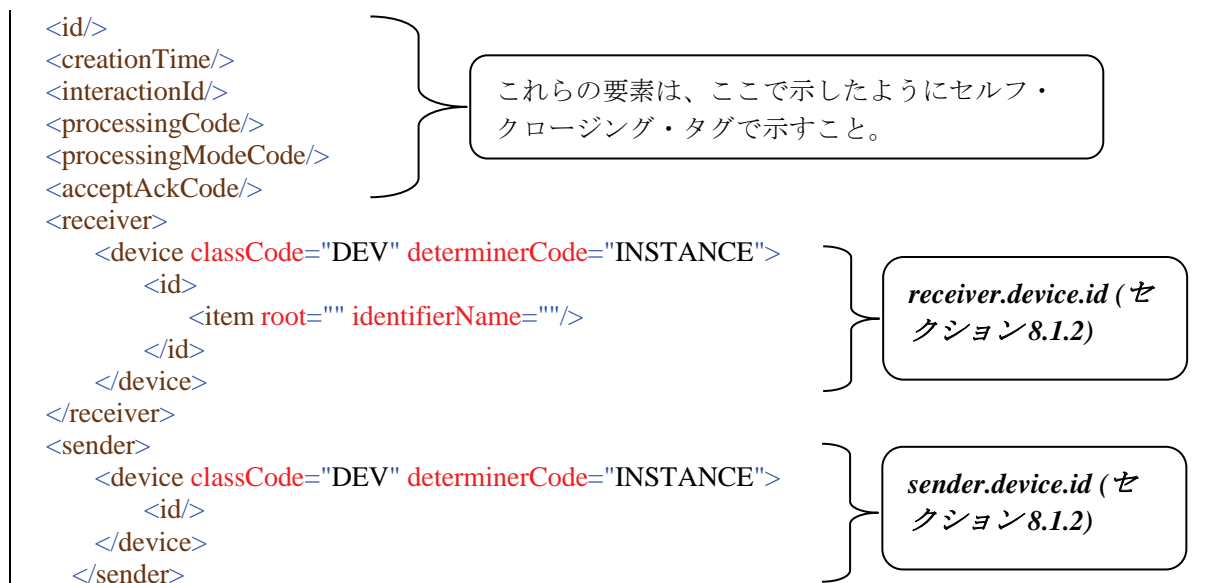 <id/>
<creationTime/>
<interactionId/>
<processingCode/>
<processingModeCode/>
<acceptAckCode/>
これらの要素は、ここで示したようにセルフ・
クロージング・タグで示すこと。
<receiver>
<device classCode="DEV" determinerCode="INSTANCE">
<id>
<item root="" identifierName=""/>
</id>
</device>
</receiver>
receiver.device.id (セ
クション8.1.2)
<sender>
<device classCode="DEV" determinerCode="INSTANCE">
<id/>
</device>
</sender>
sender.device.id (セ
クション8.1.2)